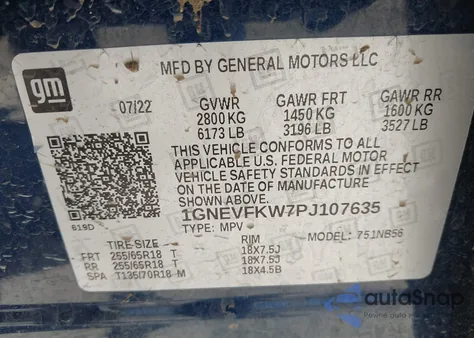 MFD BY GENERAL MOTORS LLC
gm
07/22
GVWR GAWR FRT GAWR RR
2800 KG 1450 KG 1600 KG
6173 LB 3196 LB 3527 LB
THIS VEHICLE CONFORMS TO ALL
APPLICABLE U.S. FEDERAL MOTOR
VEHICLE SAFETY STANDARDS IN
EFFECT ON THE DATE OF
MANUFACTURE SHOWN ABOVE.
1GNEVFKW7PJ107635
619D
TYPE: MPV MODEL: 751NB56
TIRE SIZE RIM
FRT 255/65R18 T 18X7.5J
RR 255/65R18 T 18X7.5J
SPA T135/70R18 M 18X4.5B
autoSnap